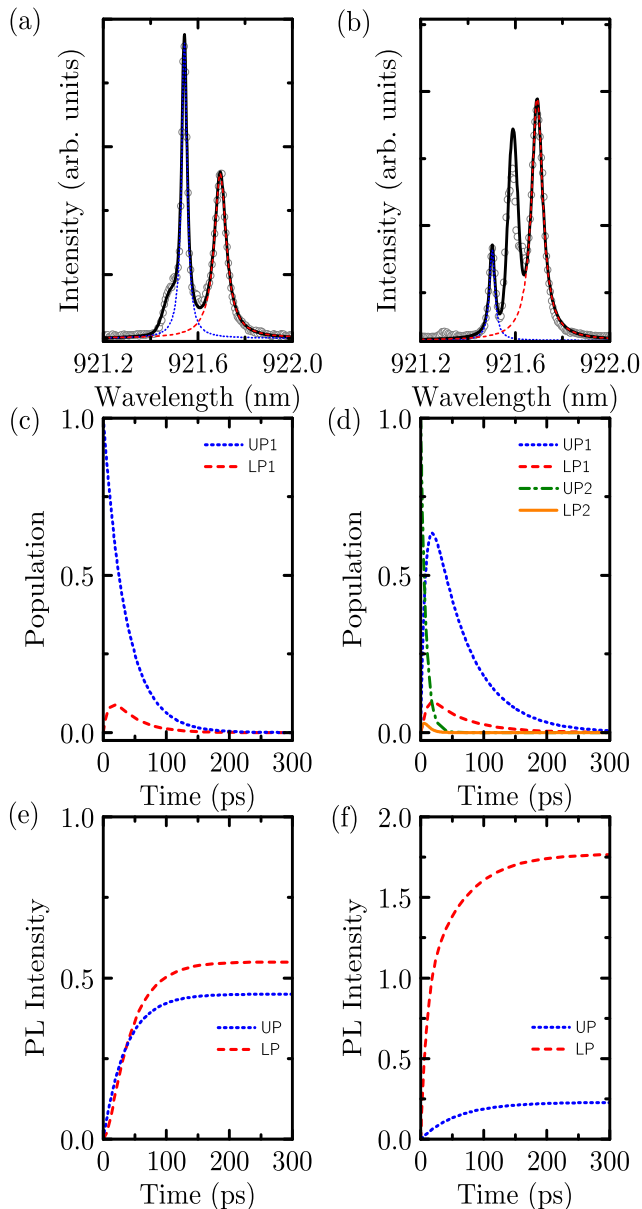 (a)
Intensity (arb. units)
921.2 921.6 922.0
Wavelength (nm)
(b)
Intensity (arb. units)
921.2 921.6 922.0
Wavelength (nm)
(c)
1.0
0.5
0.0
Population
UP1
LP1
0 100 200 300
Time (ps)
(d)
1.0
0.5
0.0
Population
UP1
LP1
UP2
LP2
0 100 200 300
Time (ps)
(e)
1.0
0.5
0.0
PL Intensity
UP
LP
0 100 200 300
Time (ps)
(f)
2.0
1.5
1.0
0.5
0.0
PL Intensity
UP
LP
0 100 200 300
Time (ps)